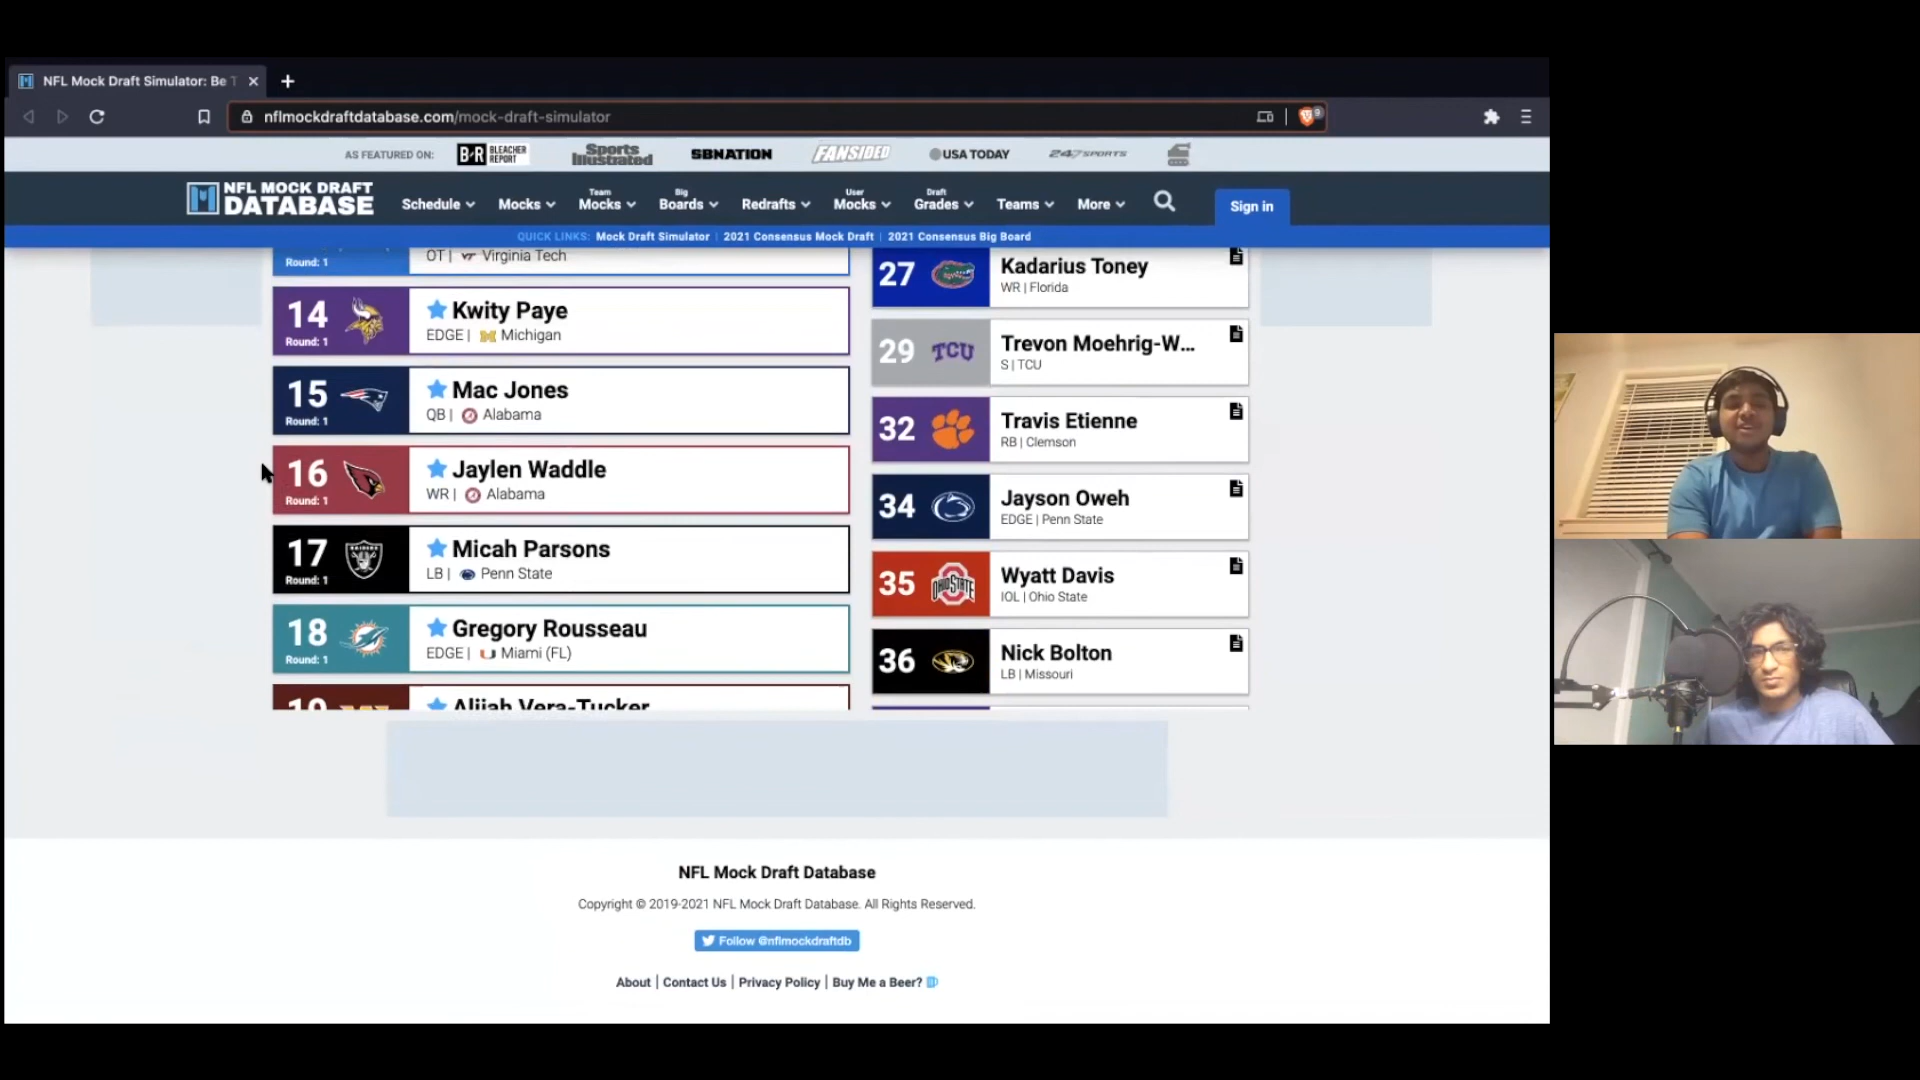 NFL Mock Draft Simulator: Be T
nflmockdraftdatabase.com/mock-draft-simulator
AS FEATURED ON:
B/R BLEACHER REPORT
Sports Illustrated
SBNATION
FANSIDED
USA TODAY
247SPORTS
NFL MOCK DRAFT
DATABASE
Schedule
Mocks
Team
Mocks
Big
Boards
Redrafts
User
Mocks
Draft
Grades
Teams
More
Sign in
QUICK LINKS: Mock Draft Simulator | 2021 Consensus Mock Draft | 2021 Consensus Big Board
Round: 1
OT | VT Virginia Tech
14
Round: 1
Kwity Paye
EDGE | M Michigan
15
Round: 1
Mac Jones
QB | Alabama
16
Round: 1
Jaylen Waddle
WR | Alabama
17
RAIDERS
Round: 1
Micah Parsons
LB | Penn State
18
Round: 1
Gregory Rousseau
EDGE | Miami (FL)
19
Alijah Vera-Tucker
27
Kadarius Toney
WR | Florida
29
TCU
Trevon Moehrig-W...
S | TCU
32
Travis Etienne
RB | Clemson
34
Jayson Oweh
EDGE | Penn State
35
OHIO STATE
Wyatt Davis
IOL | Ohio State
36
Nick Bolton
LB | Missouri
NFL Mock Draft Database
Copyright © 2019-2021 NFL Mock Draft Database. All Rights Reserved.
Follow @nflmockdraftdb
About | Contact Us | Privacy Policy | Buy Me a Beer?